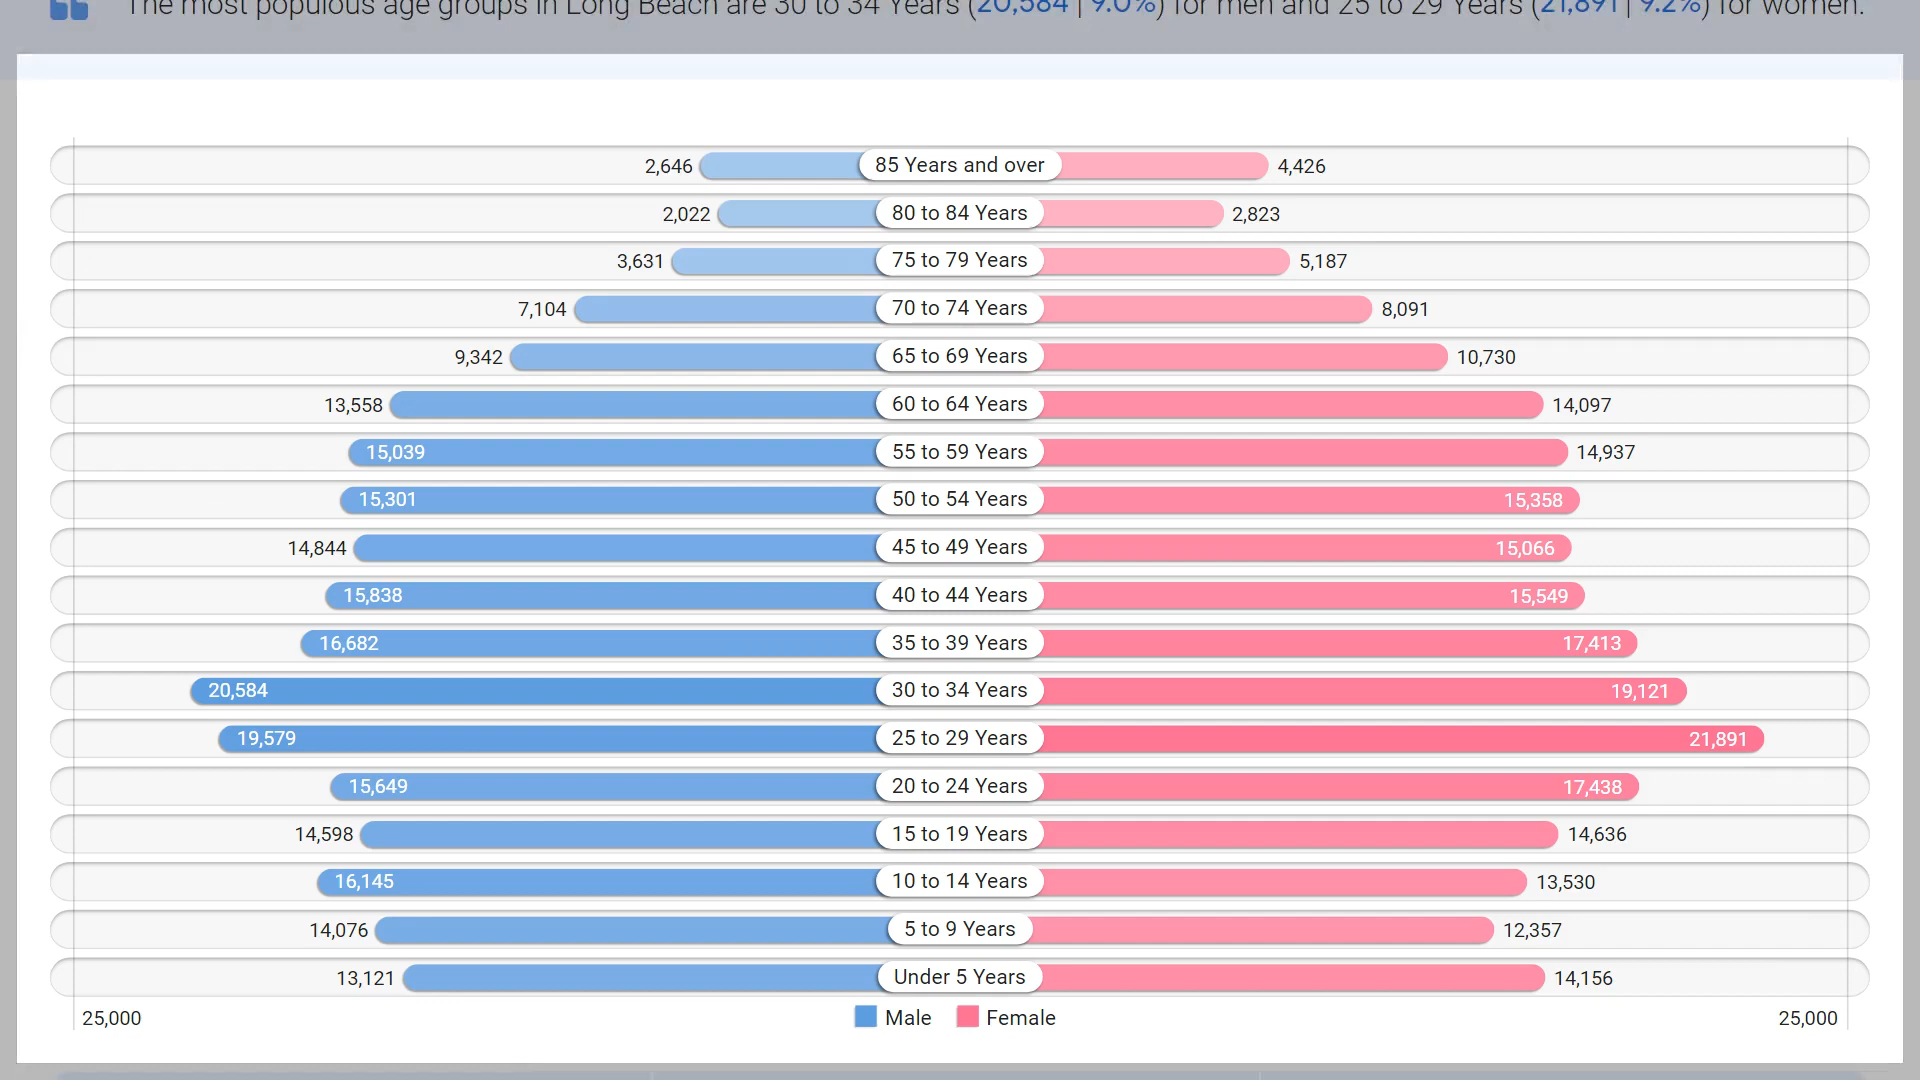 The most populous age groups in Long Beach are 30 to 34 Years (20,584 | 9.0%) for men and 25 to 29 Years (21,891 | 9.2%) for women.
2,646 85 Years and over 4,426
2,022 80 to 84 Years 2,823
3,631 75 to 79 Years 5,187
7,104 70 to 74 Years 8,091
9,342 65 to 69 Years 10,730
13,558 60 to 64 Years 14,097
15,039 55 to 59 Years 14,937
15,301 50 to 54 Years 15,358
14,844 45 to 49 Years 15,066
15,838 40 to 44 Years 15,549
16,682 35 to 39 Years 17,413
20,584 30 to 34 Years 19,121
19,579 25 to 29 Years 21,891
15,649 20 to 24 Years 17,438
14,598 15 to 19 Years 14,636
16,145 10 to 14 Years 13,530
14,076 5 to 9 Years 12,357
13,121 Under 5 Years 14,156
25,000 Male Female 25,000